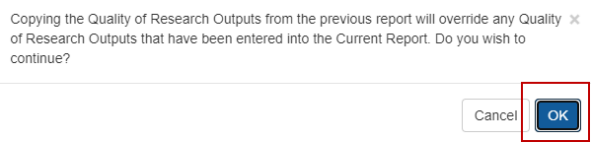 Copying the Quality of Research Outputs from the previous report will override any Quality ×
of Research Outputs that have been entered into the Current Report. Do you wish to
continue?
Cancel OK